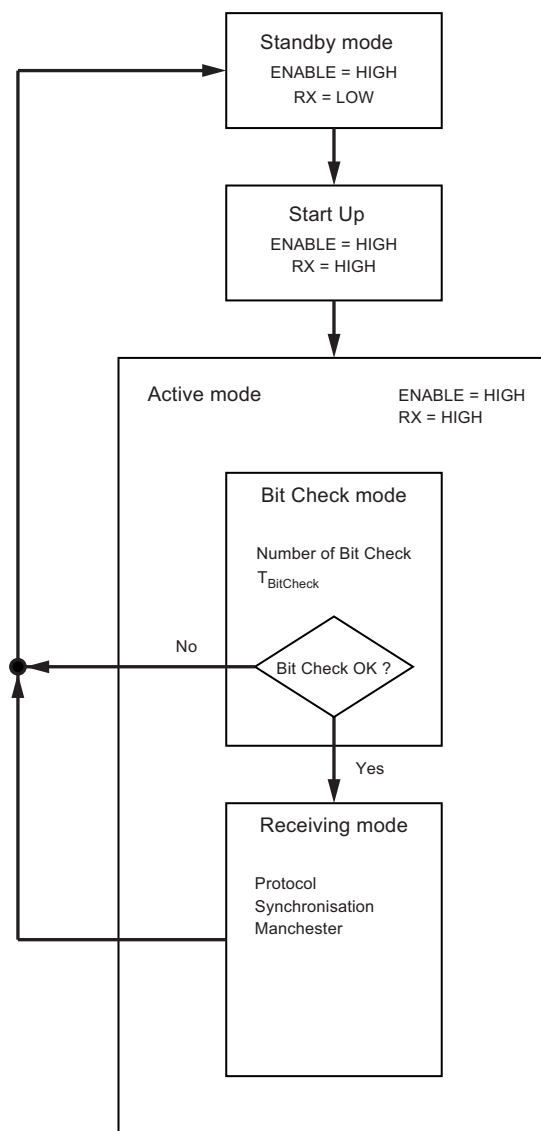 Standby mode
ENABLE = HIGH
RX = LOW
Start Up
ENABLE = HIGH
RX = HIGH
Active mode
ENABLE = HIGH
RX = HIGH
Bit Check mode
Number of Bit Check
TBitCheck
No
Bit Check OK ?
Yes
Receiving mode
Protocol
Synchronisation
Manchester